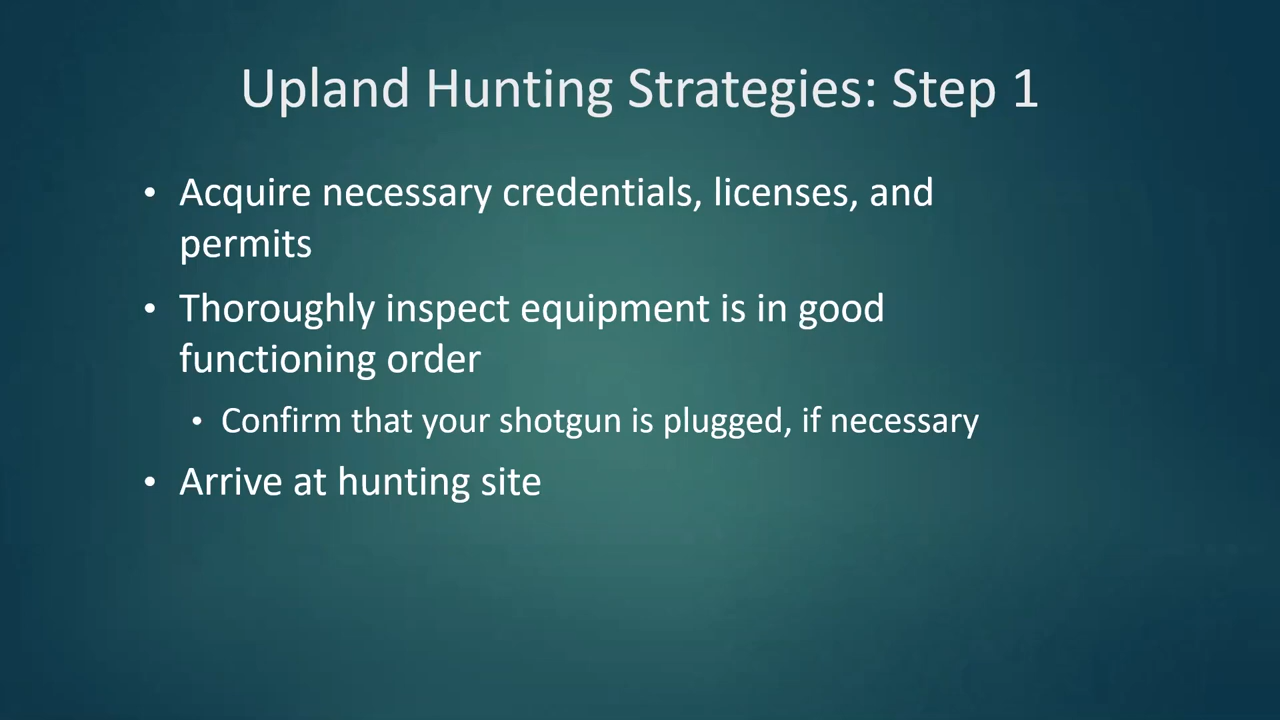 Upland Hunting Strategies: Step 1
• Acquire necessary credentials, licenses, and
permits
• Thoroughly inspect equipment is in good
functioning order
• Confirm that your shotgun is plugged, if necessary
• Arrive at hunting site